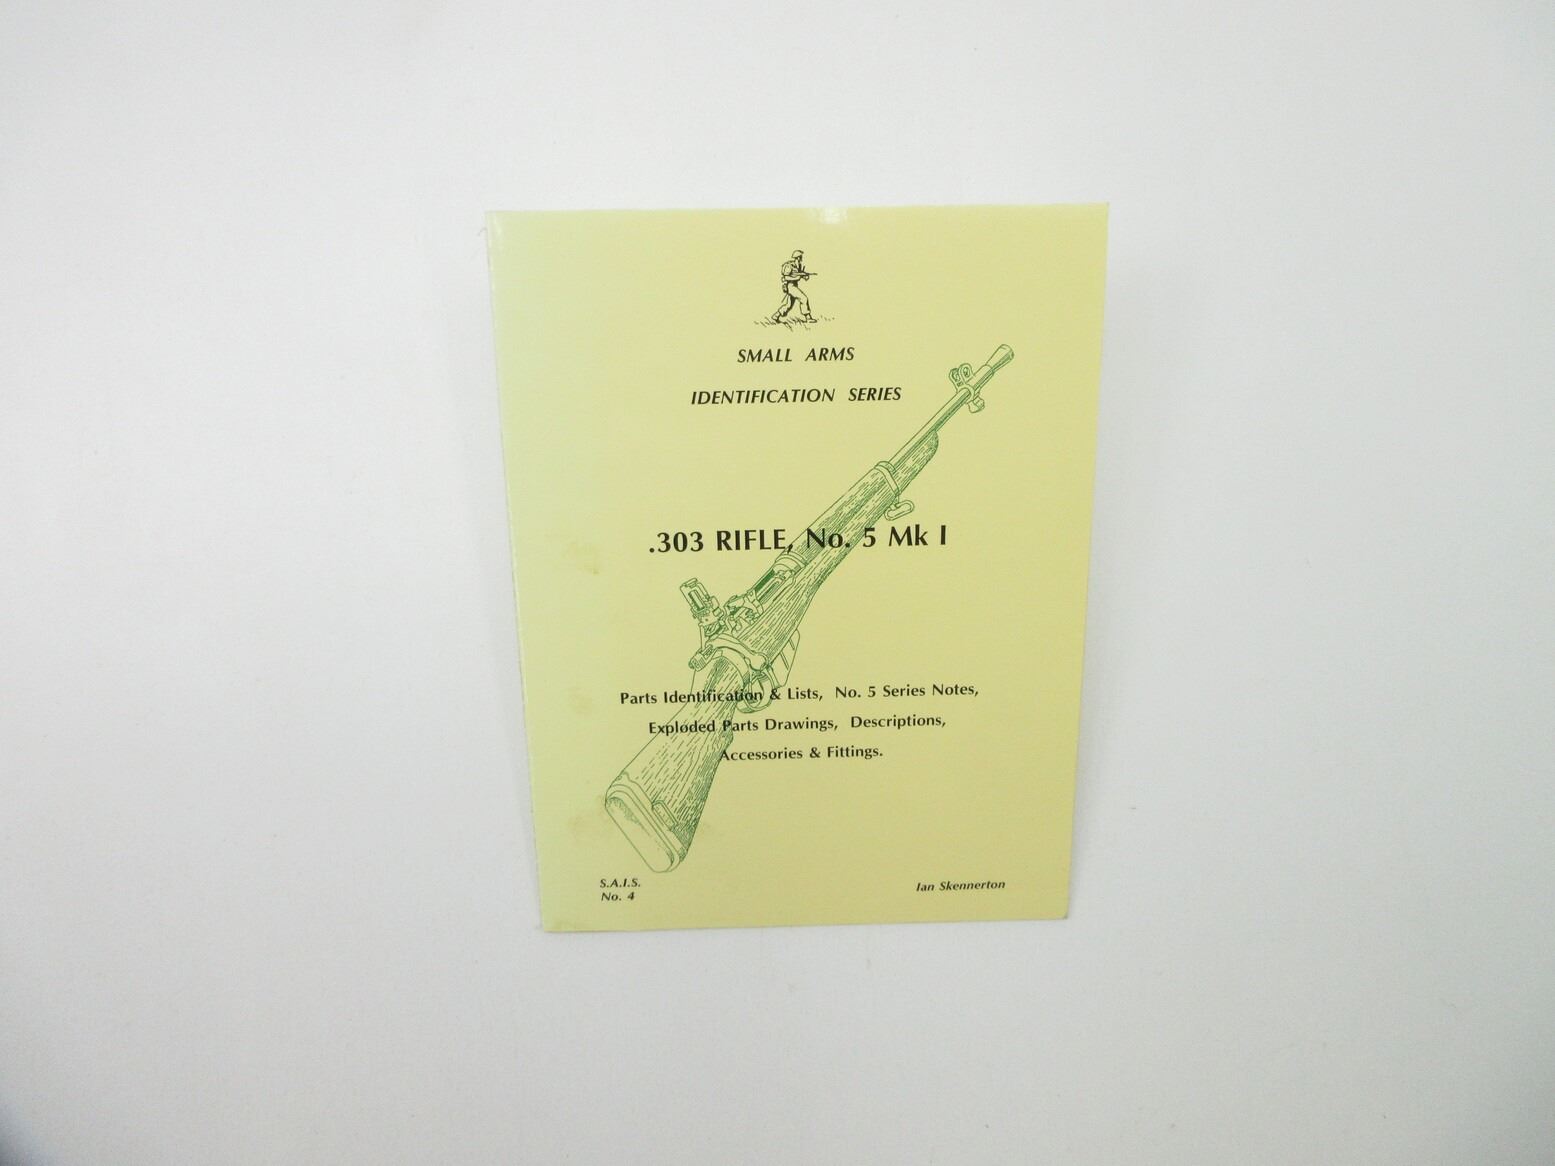 SMALL ARMS
IDENTIFICATION SERIES
.303 RIFLE, No. 5 Mk I
Parts Identification & Lists, No. 5 Series Notes,
Exploded Parts Drawings, Descriptions,
Accessories & Fittings.
S.A.I.S.
No. 4
Ian Skennerton